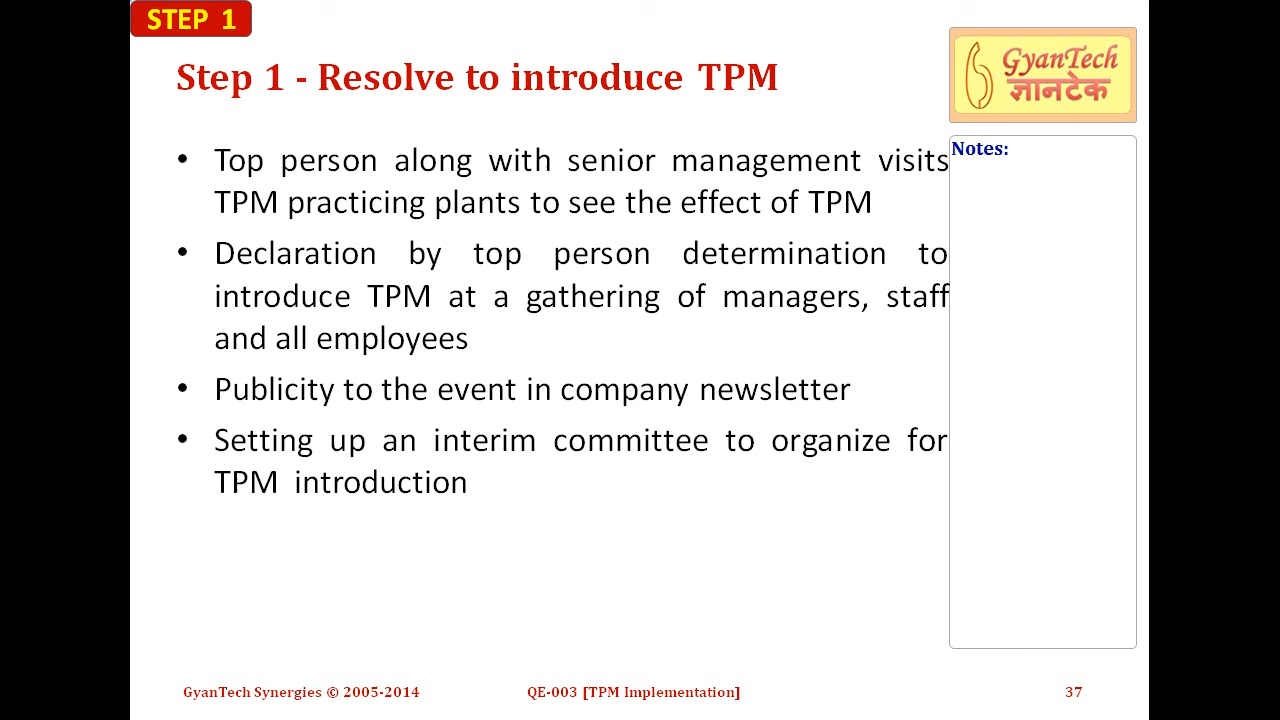 STEP 1
Step 1 - Resolve to introduce TPM
GyanTech
ज्ञानटेक
• Top person along with senior management visits
TPM practicing plants to see the effect of TPM
• Declaration by top person determination to
introduce TPM at a gathering of managers, staff
and all employees
• Publicity to the event in company newsletter
• Setting up an interim committee to organize for
TPM introduction
Notes:
GyanTech Synergies © 2005-2014
QE-003 [TPM Implementation]
37